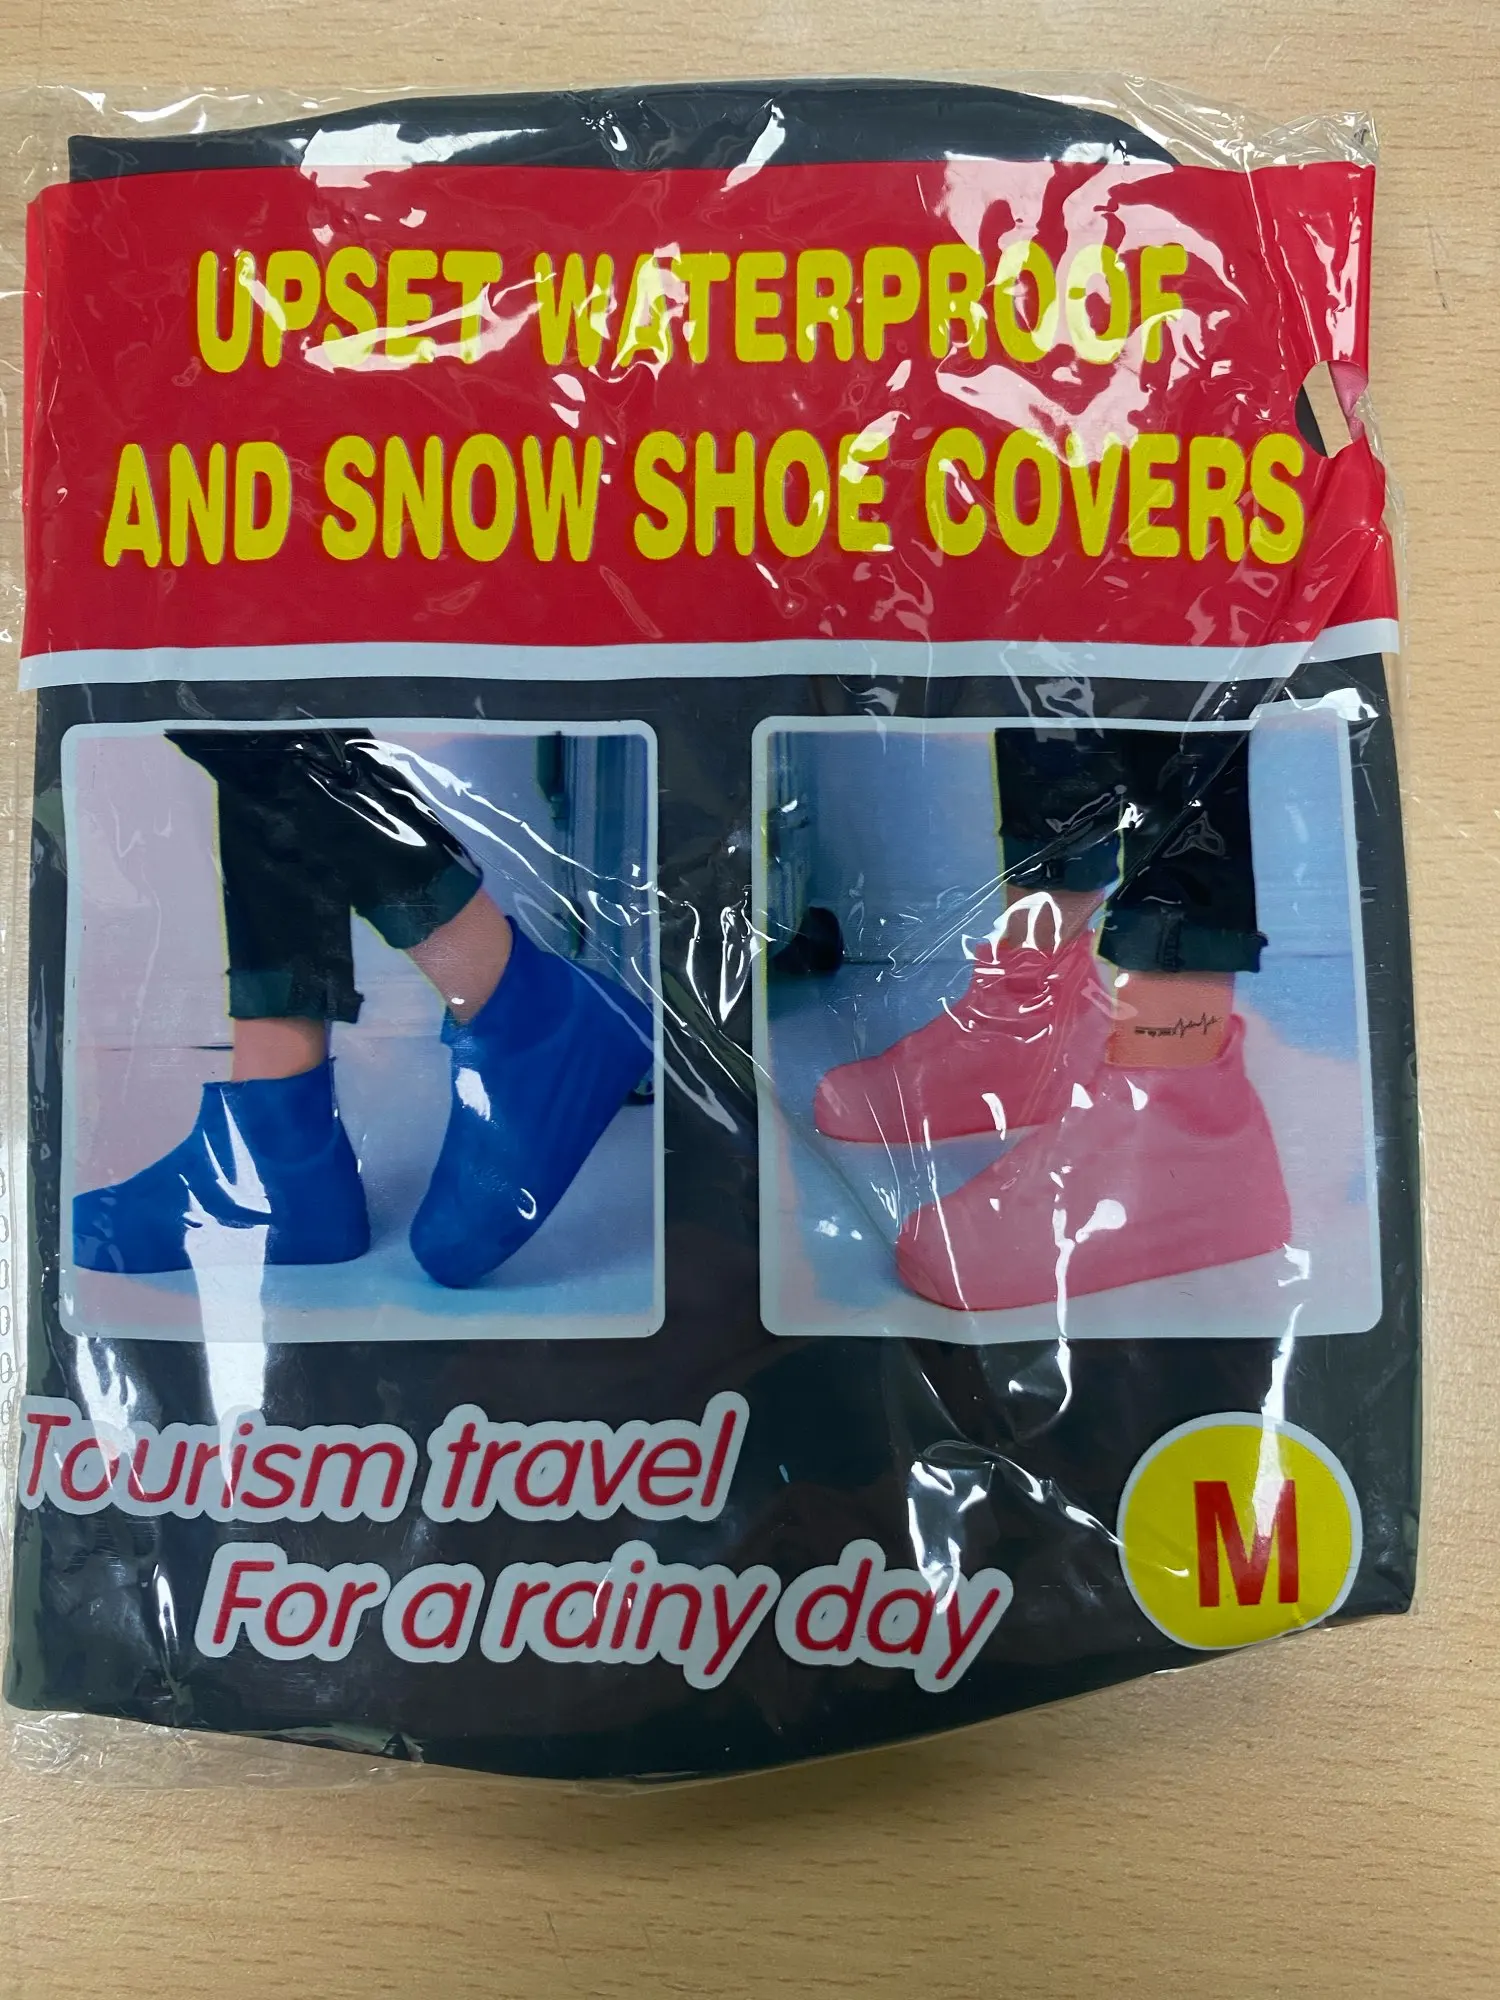 UPSET WATERPROOF
AND SNOW SHOE COVERS
Tourism travel
For a rainy day
M